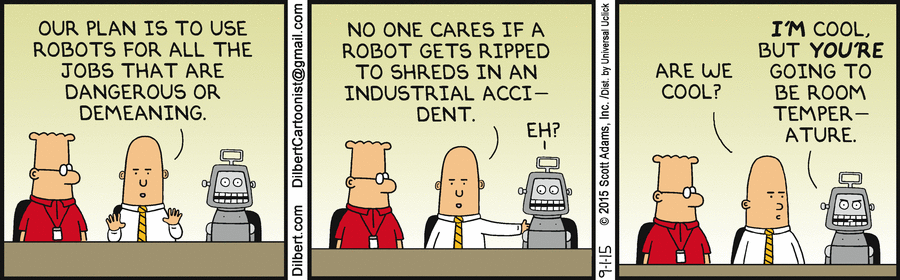 OUR PLAN IS TO USE
ROBOTS FOR ALL THE
JOBS THAT ARE
DANGEROUS OR
DEMEANING.
Dilbert.com DilbertCartoonist@gmail.com
NO ONE CARES IF A
ROBOT GETS RIPPED
TO SHREDS IN AN
INDUSTRIAL ACCI-
DENT.
EH?
9-1-15 © 2015 Scott Adams, Inc. /Dist. by Universal Uclick
ARE WE
COOL?
I'M COOL,
BUT YOU'RE
GOING TO
BE ROOM
TEMPER-
ATURE.